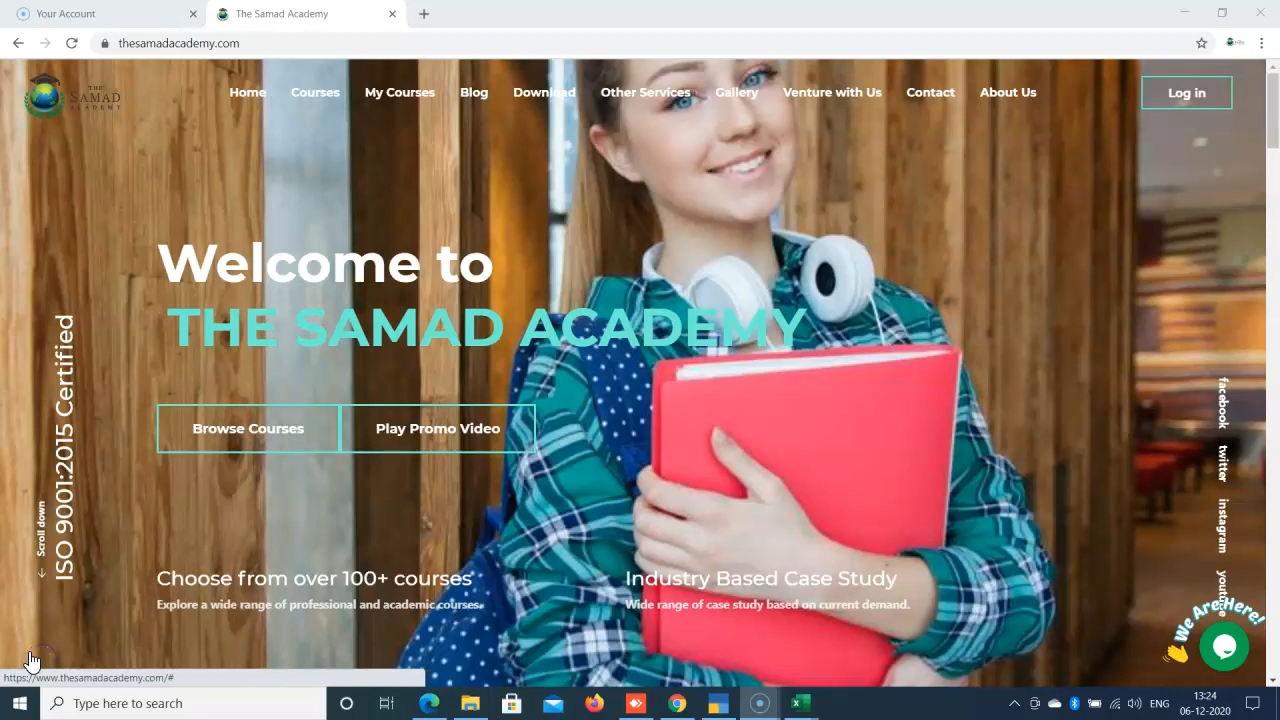 Your Account
The Samad Academy
thesamadacademy.com
THE
SAMAD
ACADEMY
Home
Courses
My Courses
Blog
Download
Other Services
Gallery
Venture with Us
Contact
About Us
Log in
Welcome to
THE SAMAD ACADEMY
Browse Courses
Play Promo Video
ISO 9001:2015 Certified
Scroll down
facebook
twitter
instagram
youtube
Choose from over 100+ courses
Explore a wide range of professional and academic courses.
Industry Based Case Study
Wide range of case study based on current demand.
We Are Here!
https://www.thesamadacademy.com/#
Type here to search
ENG
13:24
06-12-2020